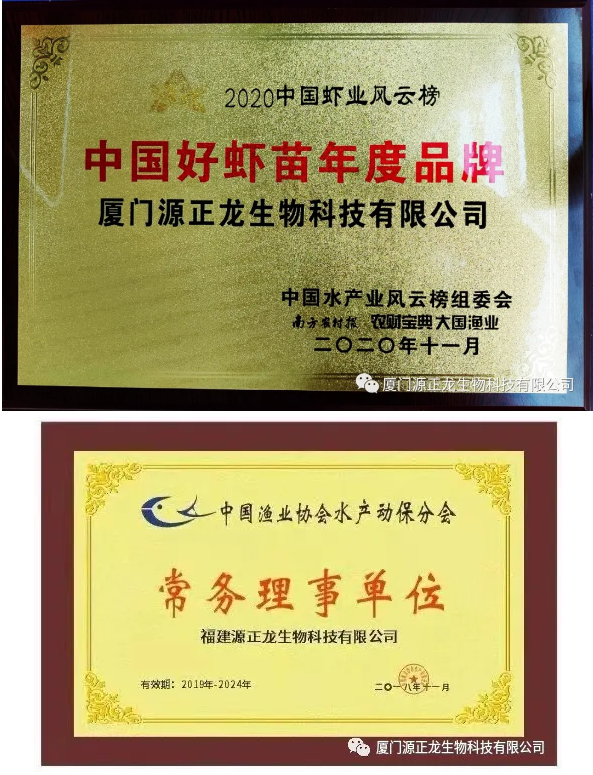 2020中国虾业风云榜
中国好虾苗年度品牌
厦门源正龙生物科技有限公司
中国水产业风云榜组委会
南方农村报 农财宝典 大国渔业
二〇二〇年十一月
厦门源正龙生物科技有限公司
中国渔业协会水产动保分会
常务理事单位
福建源正龙生物科技有限公司
有效期：2019年-2024年
二〇一八年十一月
厦门源正龙生物科技有限公司